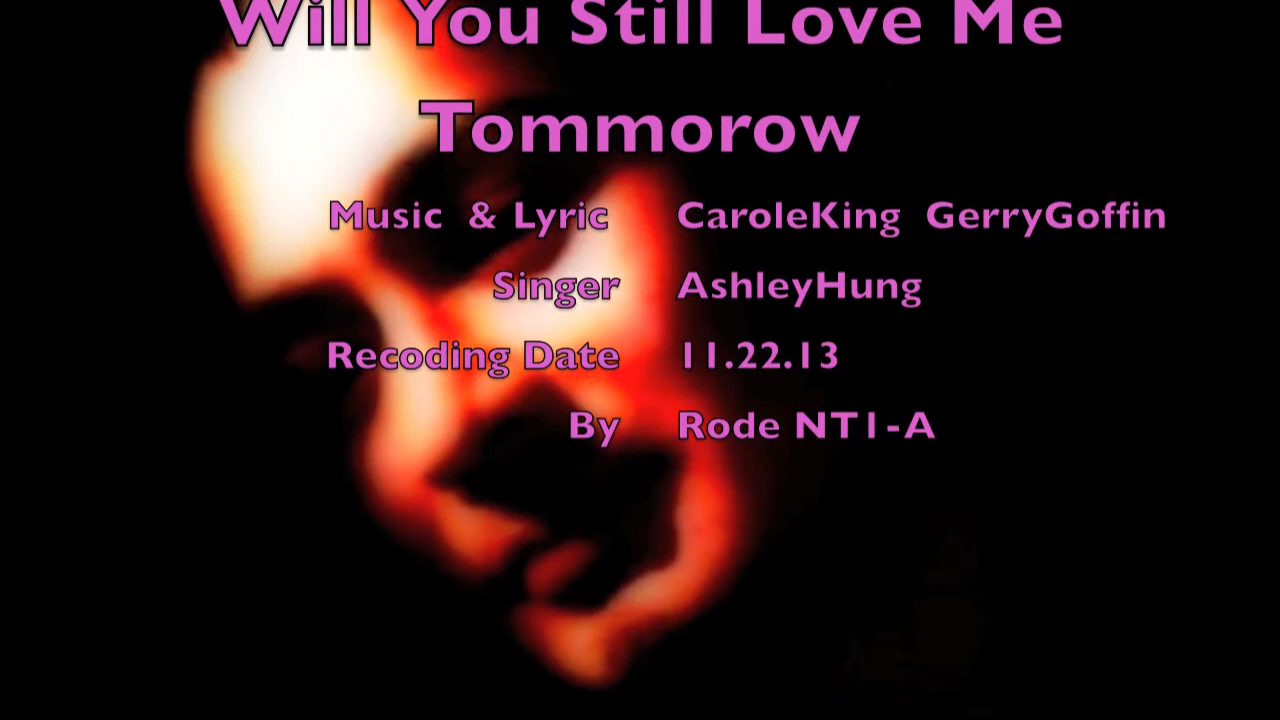 Will You Still Love Me
Tommorow
Music & Lyric CaroleKing GerryGoffin
Singer AshleyHung
Recoding Date 11.22.13
By Rode NT1-A